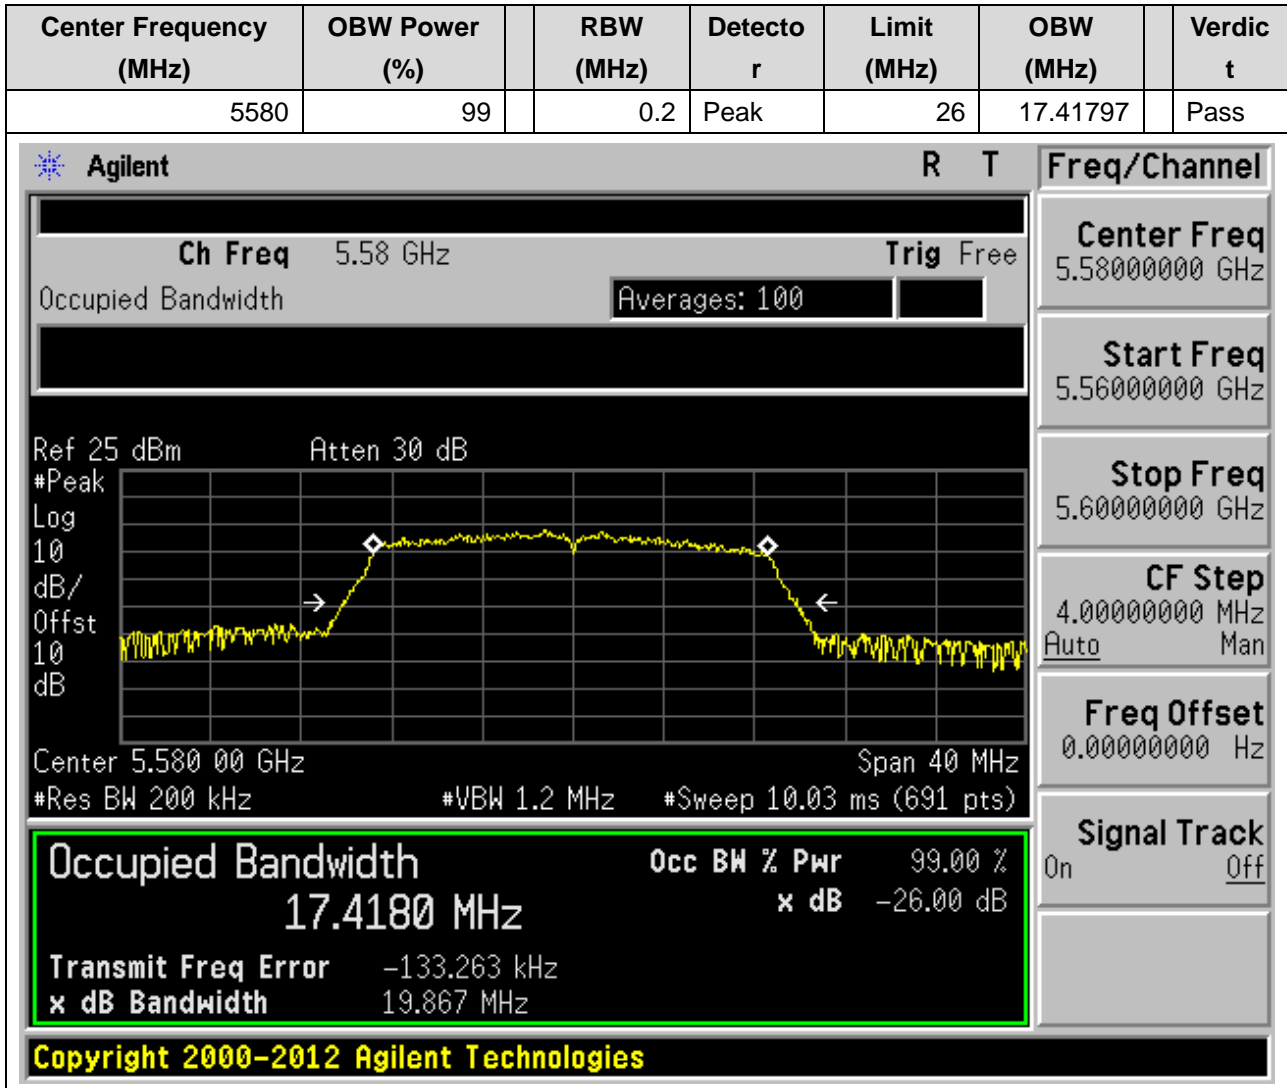 Center Frequency (MHz) OBW Power (%) RBW (MHz) Detector Limit (MHz) OBW (MHz) Verdict
5580 99 0.2 Peak 26 17.41797 Pass
Agilent R T Freq/Channel
Ch Freq 5.58 GHz Trig Free
Occupied Bandwidth Averages: 100
Center Freq
5.58000000 GHz
Start Freq
5.56000000 GHz
Stop Freq
5.60000000 GHz
CF Step
4.00000000 MHz
Auto Man
Freq Offset
0.00000000 Hz
Signal Track
On Off
Ref 25 dBm Atten 30 dB
#Peak
Log
10
dB/
Offst
10
dB
Center 5.580 00 GHz Span 40 MHz
#Res BW 200 kHz #VBW 1.2 MHz #Sweep 10.03 ms (691 pts)
Occupied Bandwidth Occ BW % Pwr 99.00 %
17.4180 MHz x dB -26.00 dB
Transmit Freq Error -133.263 kHz
x dB Bandwidth 19.867 MHz
Copyright 2000-2012 Agilent Technologies